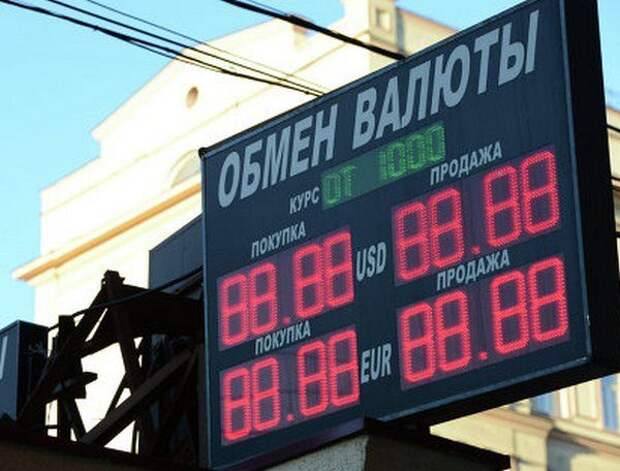 ОБМЕН ВАЛЮТЫ
КУРС ОТ 1000
ПОКУПКА ПРОДАЖА
88.88 USD 88.88
ПОКУПКА ПРОДАЖА
88.88 EUR 88.88